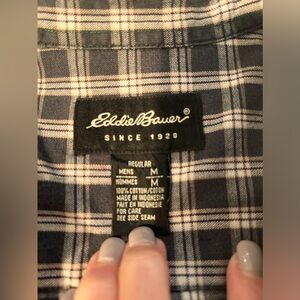 Eddie Bauer®
SINCE 1920
REGULAR
MENS M
HOMMES
100% COTTON/COTON
MADE IN INDONESIA
FAIT EN INDONESIE
FOR CARE
SEE SIDE SEAM